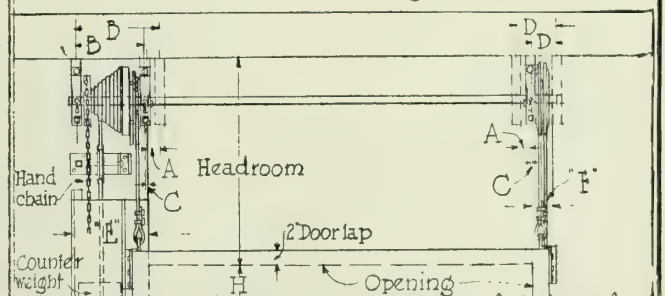 B
B
D
D
A
A
Headroom
C
C
"F"
Hand
chain
"E"
2" Door lap
Counter
weight
H
Opening